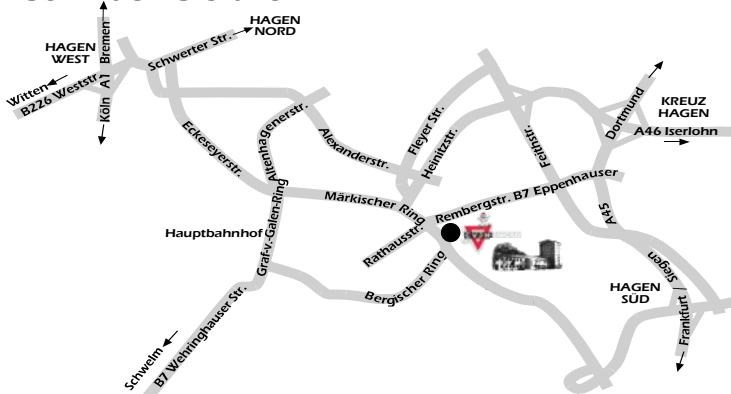 HAGEN
NORD
HAGEN
WEST
Bremen
A1
Köln
Witten
B226 Weststr.
Schwerter Str.
Eckeseyerstr.
Altenhagenerstr.
Alexanderstr.
Fleyer Str.
Heinitzstr.
Feithstr.
Dortmund
KREUZ
HAGEN
A46 Iserlohn
Märkischer Ring
Rembergstr. B7 Eppenhauser
Rathausstr.
A45
Hauptbahnhof
Graf-v.-Galen-Ring
Bergischer Ring
Siegen /
Frankfurt
HAGEN
SÜD
Schwelm
B7 Wehringhauser Str.